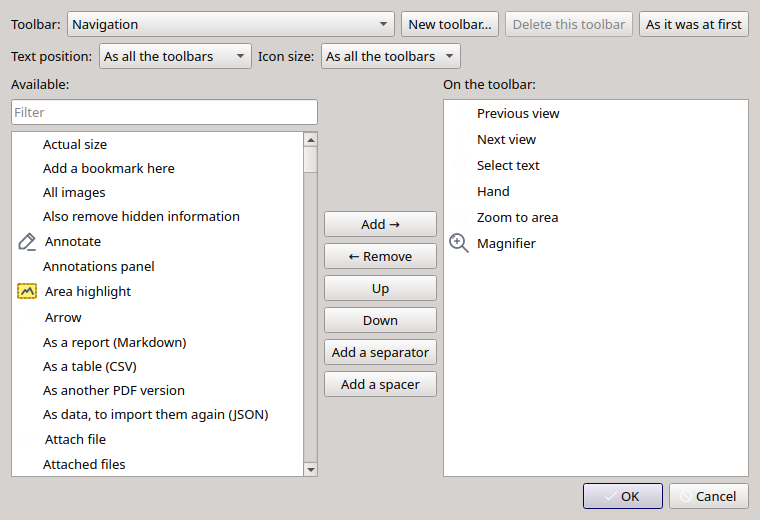 Toolbar: Navigation New toolbar... Delete this toolbar As it was at first
Text position: As all the toolbars Icon size: As all the toolbars
Available:
Filter
Actual size
Add a bookmark here
All images
Also remove hidden information
Annotate
Annotations panel
Area highlight
Arrow
As a report (Markdown)
As a table (CSV)
As another PDF version
As data, to import them again (JSON)
Attach file
Attached files
Add →
← Remove
Up
Down
Add a separator
Add a spacer
On the toolbar:
Previous view
Next view
Select text
Hand
Zoom to area
Magnifier
OK Cancel